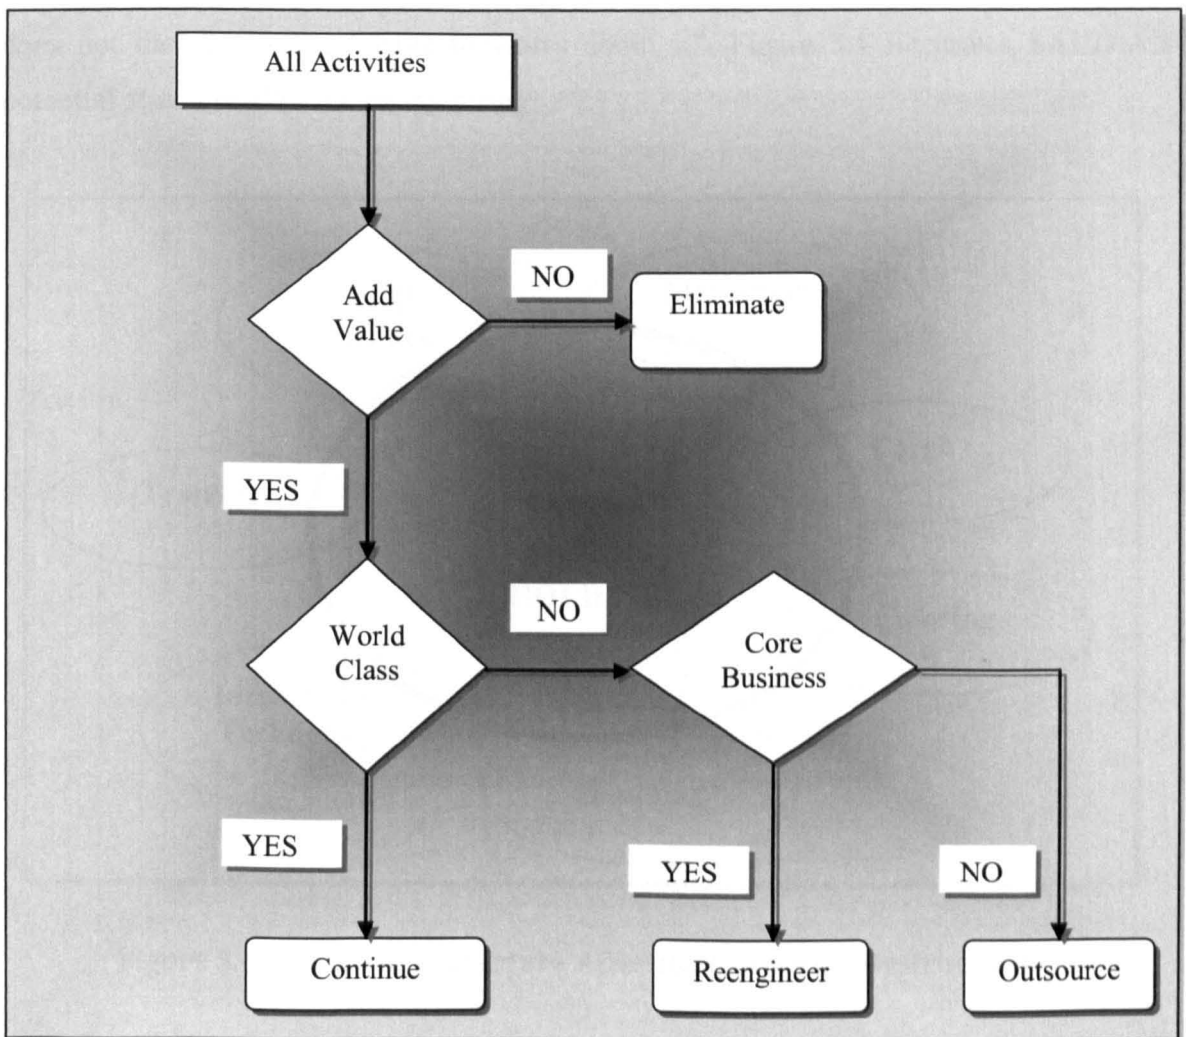 All Activities
NO
Add
Value
Eliminate
YES
World
Class
NO
Core
Business
YES
YES
NO
Continue
Reengineer
Outsource